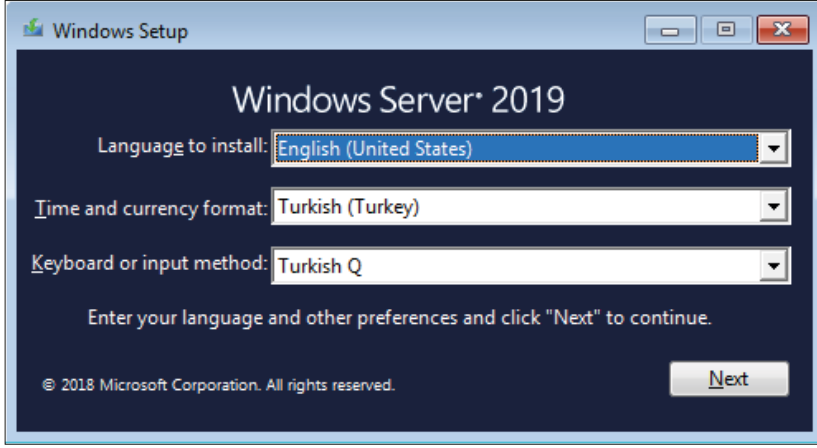 Windows Setup
Windows Server® 2019
Language to install: English (United States)
Time and currency format: Turkish (Turkey)
Keyboard or input method: Turkish Q
Enter your language and other preferences and click "Next" to continue.
© 2018 Microsoft Corporation. All rights reserved.
Next